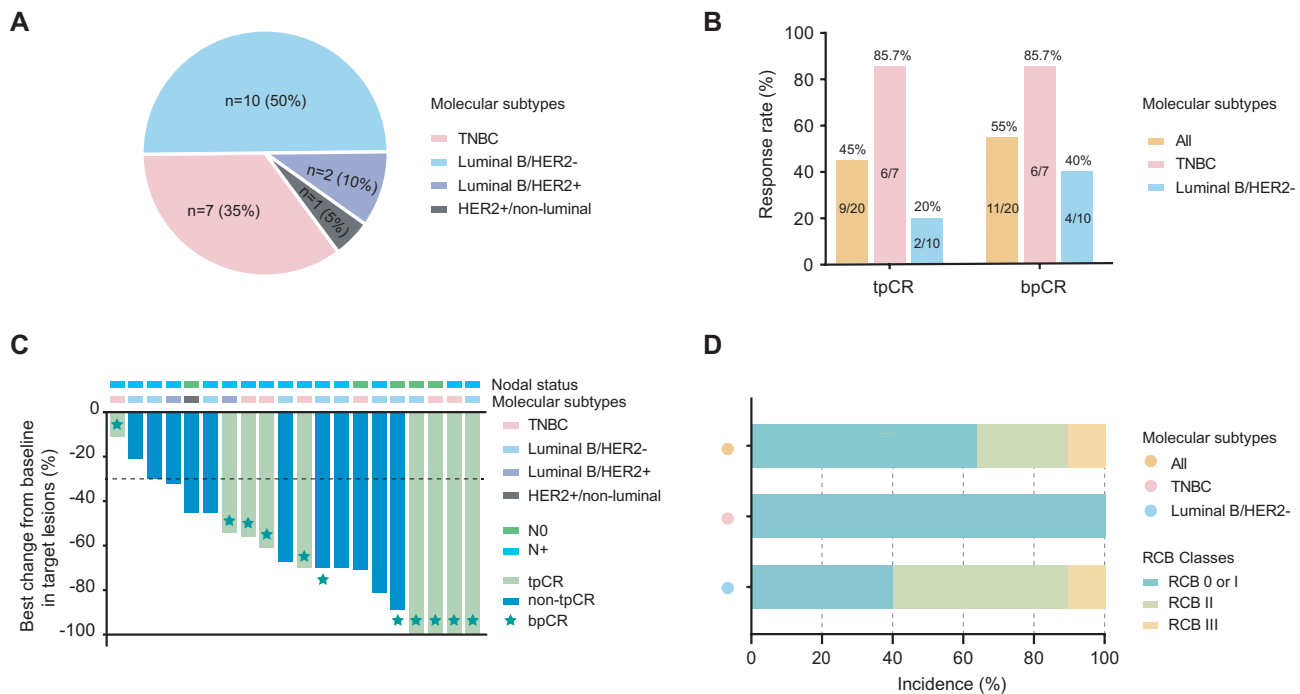 A
n=10 (50%)
n=2 (10%)
n=1 (5%)
n=7 (35%)
Molecular subtypes
TNBC
Luminal B/HER2-
Luminal B/HER2+
HER2+/non-luminal
B
Response rate (%)
100
80
60
40
20
0
45%
9/20
85.7%
6/7
20%
2/10
55%
11/20
85.7%
6/7
40%
4/10
tpCR
bpCR
Molecular subtypes
All
TNBC
Luminal B/HER2-
C
Nodal status
Molecular subtypes
Best change from baseline
in target lesions (%)
0
-20
-40
-60
-80
-100
TNBC
Luminal B/HER2-
Luminal B/HER2+
HER2+/non-luminal
N0
N+
tpCR
non-tpCR
bpCR
D
0
20
40
60
80
100
Incidence (%)
Molecular subtypes
All
TNBC
Luminal B/HER2-
RCB Classes
RCB 0 or I
RCB II
RCB III